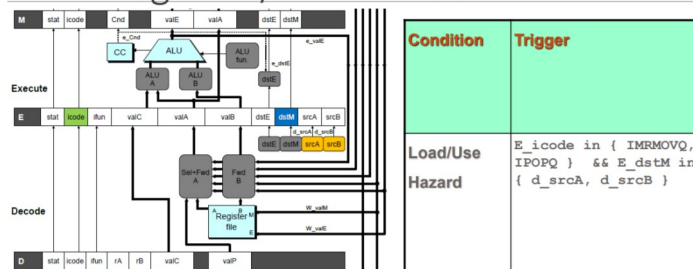 M stat icode Cnd valE valA dstE dstM
e_Cnd
e_valE
CC
ALU
ALU
fun.
e_dstE
dstE
ALU
A
ALU
B
Execute
E stat icode ifun valC valA valB dstE dstM srcA srcB
d_srcA d_srcB
dstE dstM srcA srcB
Sel+Fwd
A
Fwd
B
Decode
A B
Register
file
M
E
W_valM
W_valE
D stat icode ifun rA rB valC valP
Condition Trigger
Load/Use
Hazard
E_icode in { IMRMOVQ,
IPOPQ } && E_dstM in
{ d_srcA, d_srcB }